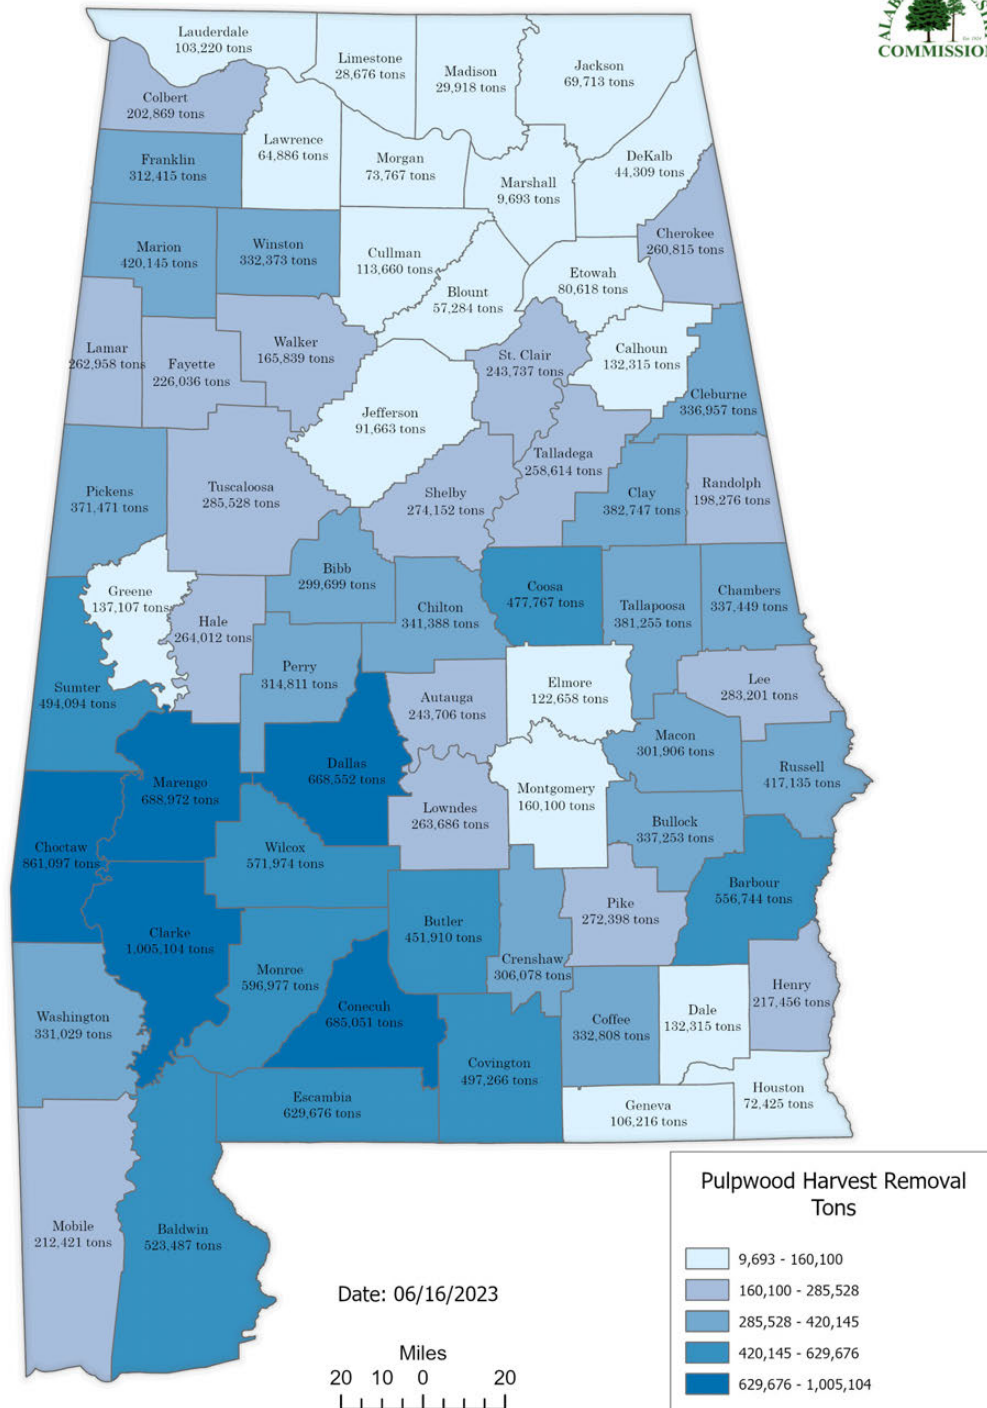 COMMISSION
Lauderdale
103,220 tons
Limestone
28,676 tons
Madison
29,918 tons
Jackson
69,713 tons
Colbert
202,869 tons
Lawrence
64,886 tons
Franklin
312,415 tons
Morgan
73,767 tons
DeKalb
44,309 tons
Marshall
9,693 tons
Cherokee
260,815 tons
Marion
420,145 tons
Winston
332,373 tons
Cullman
113,660 tons
Etowah
80,618 tons
Blount
57,284 tons
Walker
165,839 tons
Lamar
262,958 tons
Fayette
226,036 tons
St. Clair
243,737 tons
Calhoun
132,315 tons
Cleburne
336,957 tons
Jefferson
91,663 tons
Talladega
258,614 tons
Pickens
371,471 tons
Tuscaloosa
285,528 tons
Shelby
274,152 tons
Clay
382,747 tons
Randolph
198,276 tons
Greene
137,107 tons
Bibb
299,699 tons
Hale
264,012 tons
Chilton
341,388 tons
Coosa
477,767 tons
Tallapoosa
381,255 tons
Chambers
337,449 tons
Sumter
494,094 tons
Perry
314,811 tons
Autauga
243,706 tons
Elmore
122,658 tons
Lee
283,201 tons
Macon
301,906 tons
Russell
417,135 tons
Marengo
688,972 tons
Dallas
668,552 tons
Lowndes
263,686 tons
Montgomery
160,100 tons
Bullock
337,253 tons
Choctaw
861,097 tons
Wilcox
571,974 tons
Barbour
556,744 tons
Clarke
1,005,104 tons
Butler
451,910 tons
Crenshaw
306,078 tons
Pike
272,398 tons
Monroe
596,977 tons
Henry
217,456 tons
Washington
331,029 tons
Conecuh
685,051 tons
Coffee
332,808 tons
Dale
132,315 tons
Covington
497,266 tons
Escambia
629,676 tons
Geneva
106,216 tons
Houston
72,425 tons
Mobile
212,421 tons
Baldwin
523,487 tons
Pulpwood Harvest Removal
Tons
9,693 - 160,100
160,100 - 285,528
285,528 - 420,145
420,145 - 629,676
629,676 - 1,005,104
Date: 06/16/2023
Miles
20 10 0 20